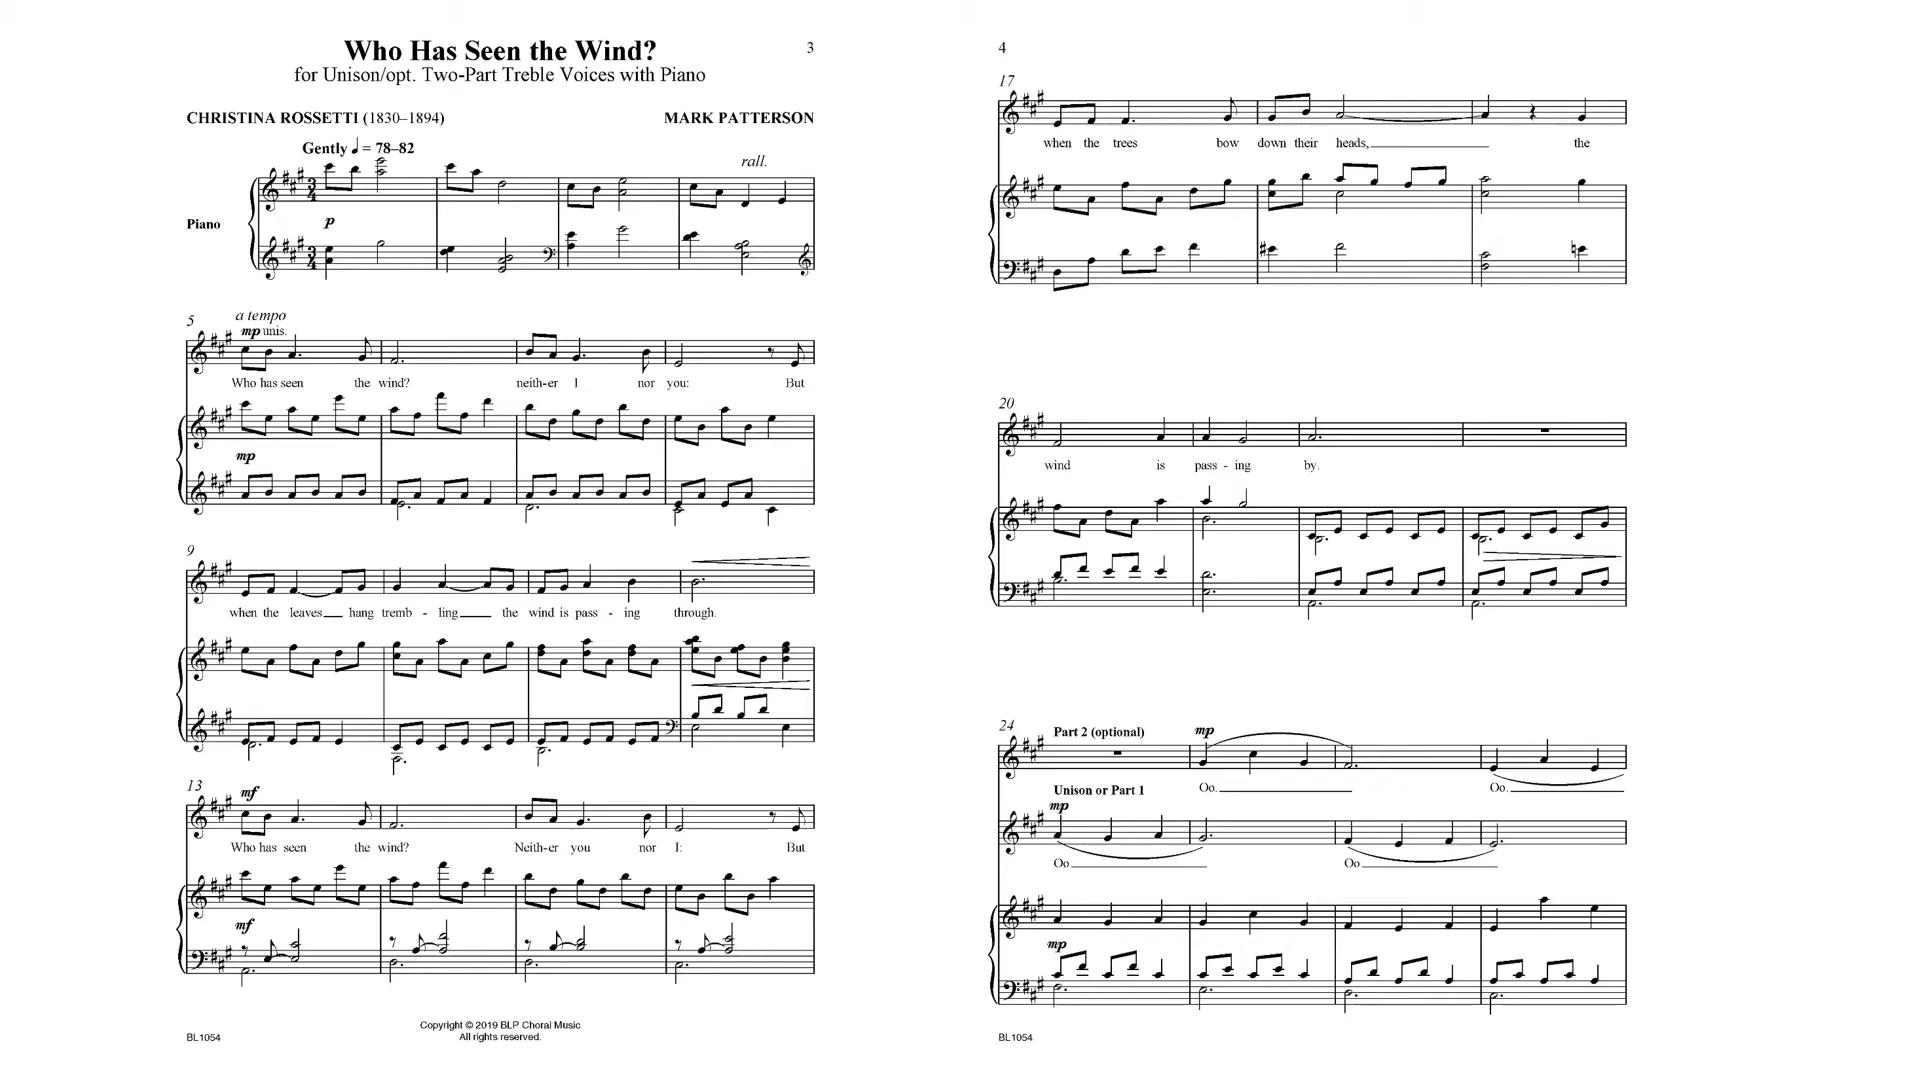 Who Has Seen the Wind?
3
for Unison/opt. Two-Part Treble Voices with Piano
CHRISTINA ROSSETTI (1830–1894)
MARK PATTERSON
Gently ♩ = 78–82
rall.
Piano
p
5
a tempo
mp unis.
Who has seen the wind? neith-er I nor you: But
mp
9
when the leaves hang tremb - ling the wind is pass - ing through.
13
mf
Who has seen the wind? Neith-er you nor I: But
mf
Copyright © 2019 BLP Choral Music
All rights reserved.
BL1054
4
17
when the trees bow down their heads, the
20
wind is pass - ing by.
24
Part 2 (optional)
mp
Oo. Oo.
Unison or Part 1
mp
Oo Oo
mp
BL1054